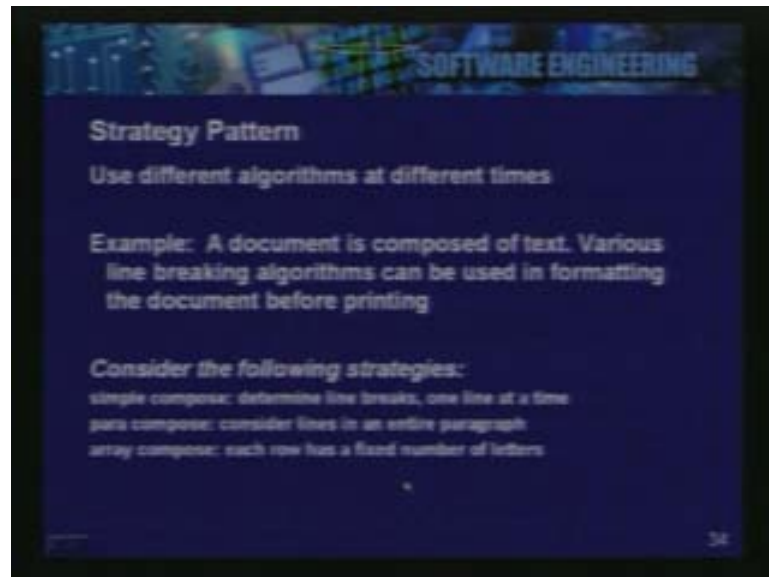 SOFTWARE ENGINEERING
Strategy Pattern
Use different algorithms at different times
Example: A document is composed of text. Various
line breaking algorithms can be used in formatting
the document before printing
Consider the following strategies:
simple compose: determine line breaks, one line at a time
para compose: consider lines in an entire paragraph
array compose: each row has a fixed number of letters
34